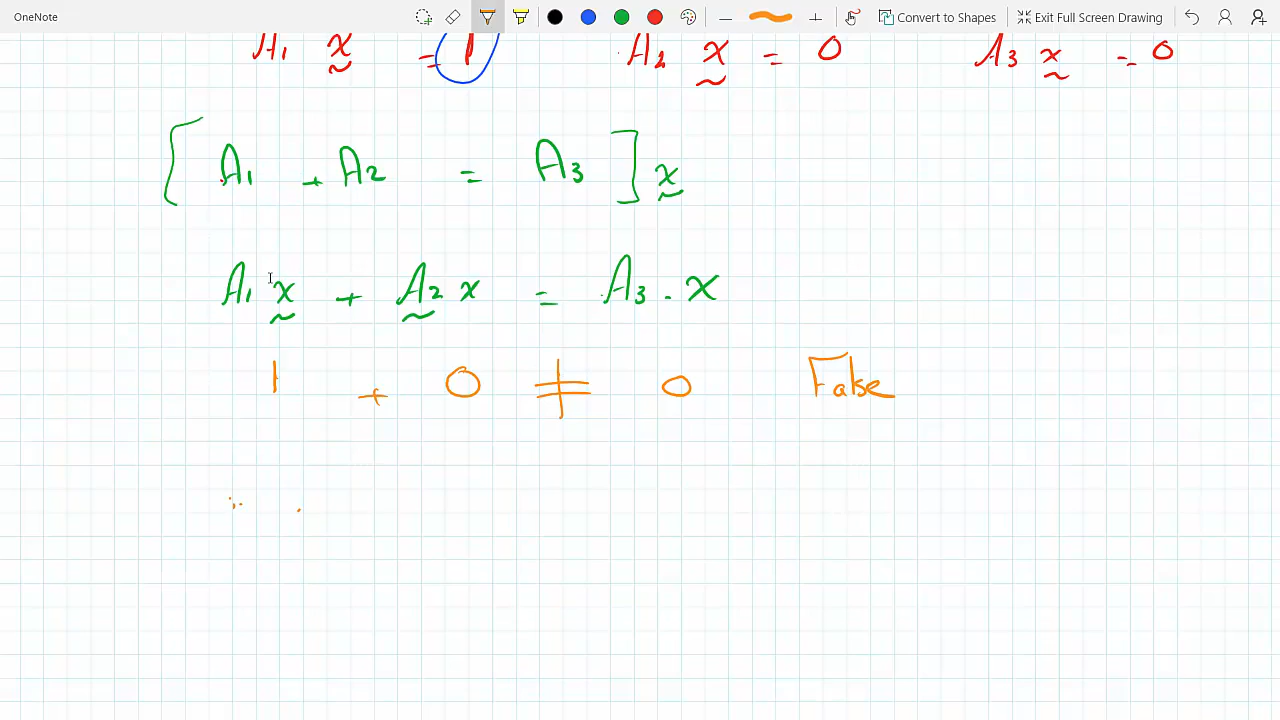 OneNote Convert to Shapes Exit Full Screen Drawing
A1 x = 1 A2 x = 0 A3 x = 0
[ A1 + A2 = A3 ] x
A1 x + A2 x = A3 . x
1 + 0 ≠ 0 False